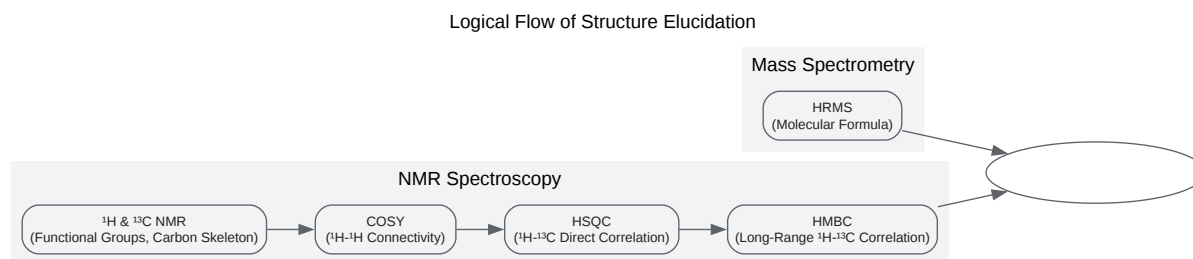 Logical Flow of Structure Elucidation
Mass Spectrometry
HRMS
(Molecular Formula)
NMR Spectroscopy
¹H & ¹³C NMR
(Functional Groups, Carbon Skeleton)
COSY
(¹H-¹H Connectivity)
HSQC
(¹H-¹³C Direct Correlation)
HMBC
(Long-Range ¹H-¹³C Correlation)